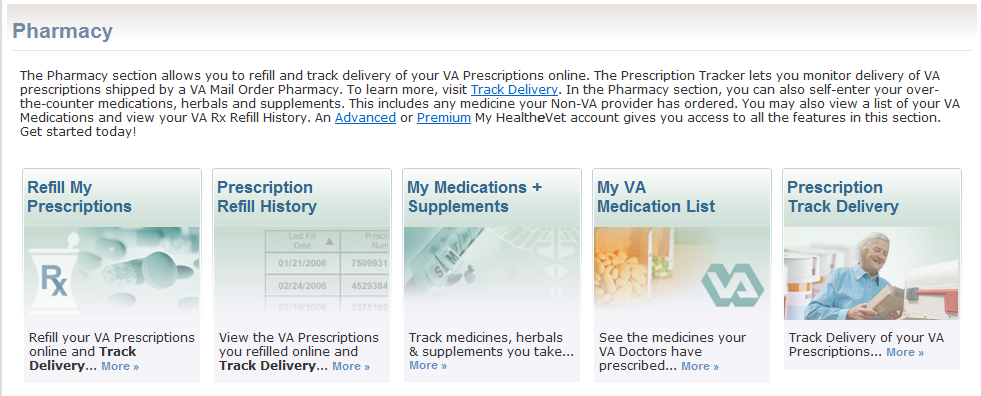 Pharmacy
The Pharmacy section allows you to refill and track delivery of your VA Prescriptions online. The Prescription Tracker lets you monitor delivery of VA
prescriptions shipped by a VA Mail Order Pharmacy. To learn more, visit Track Delivery. In the Pharmacy section, you can also self-enter your over-
the-counter medications, herbals and supplements. This includes any medicine your Non-VA provider has ordered. You may also view a list of your VA
Medications and view your VA Rx Refill History. An Advanced or Premium My HealtheVet account gives you access to all the features in this section.
Get started today!
Refill My
Prescriptions
Rx
Refill your VA Prescriptions
online and Track
Delivery... More »
Prescription
Refill History
Last Fill
Date ▲
Prescr
Num
01/21/2006 7509931
02/24/2006 4529384
03/19/2006 2375102
View the VA Prescriptions
you refilled online and
Track Delivery... More »
My Medications +
Supplements
S M
Track medicines, herbals
& supplements you take...
More »
My VA
Medication List
VA
See the medicines your
VA Doctors have
prescribed... More »
Prescription
Track Delivery
Track Delivery of your VA
Prescriptions... More »